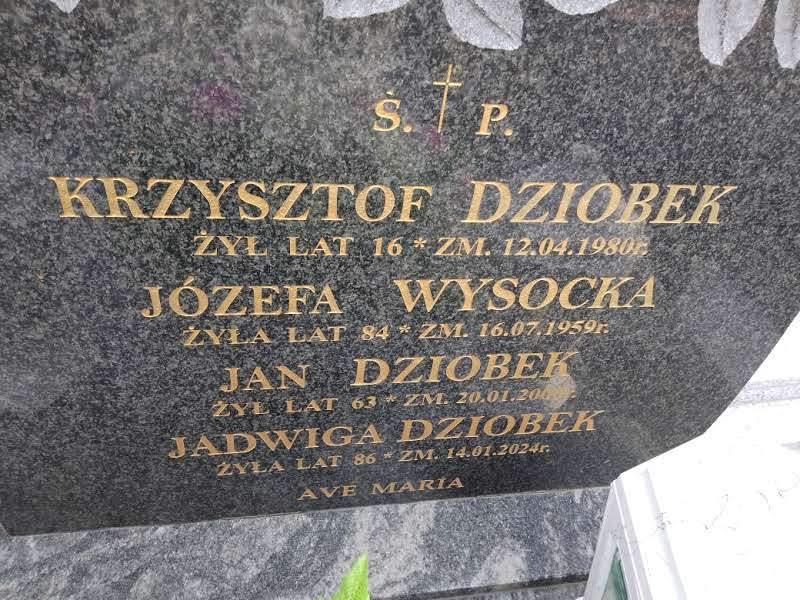 Ś. P.
KRZYSZTOF DZIOBEK
ŻYŁ LAT 16 * ZM. 12.04.1980r.
JÓZEFA WYSOCKA
ŻYŁA LAT 84 * ZM. 16.07.1959r.
JAN DZIOBEK
ŻYŁ LAT 63 * ZM.
JADWIGA DZIOBEK
ŻYŁA LAT 86 * ZM. 14.01.2024r.
AVE MARIA